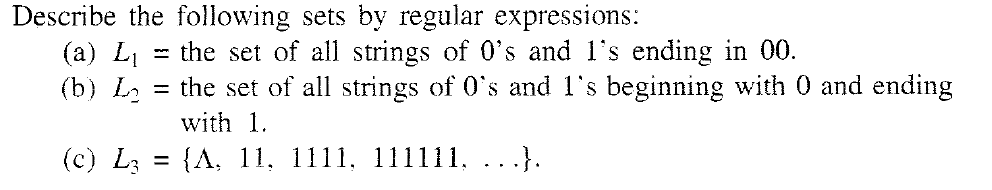 Describe the following sets by regular expressions:
(a) L₁ = the set of all strings of 0's and 1's ending in 00.
(b) L₂ = the set of all strings of 0's and 1's beginning with 0 and ending
with 1.
(c) L₃ = {Λ, 11, 1111, 111111, ...}.